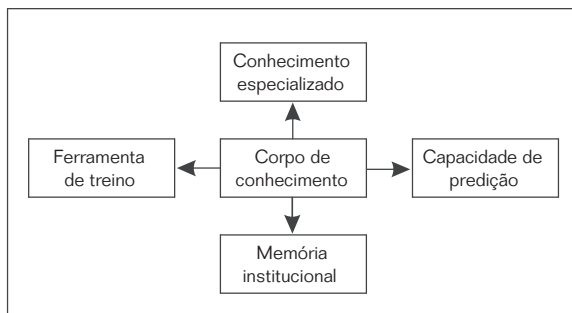 Conhecimento
especializado
Ferramenta
de treino
Corpo de
conhecimento
Capacidade de
predição
Memória
institucional